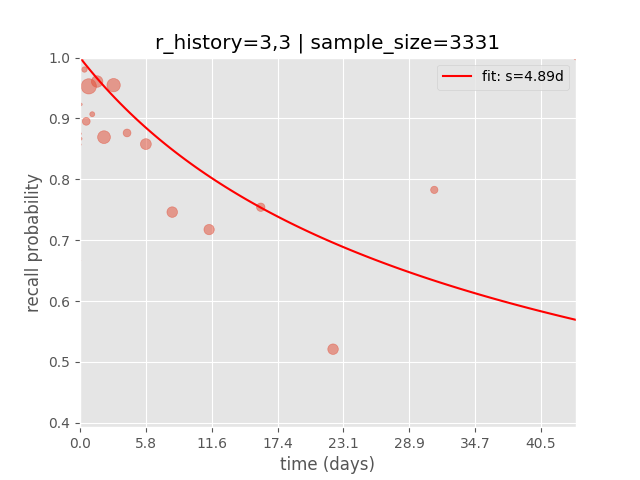 r_history=3,3 | sample_size=3331
fit: s=4.89d
1.0
0.9
0.8
0.7
0.6
0.5
0.4
recall probability
0.0 5.8 11.6 17.4 23.1 28.9 34.7 40.5
time (days)